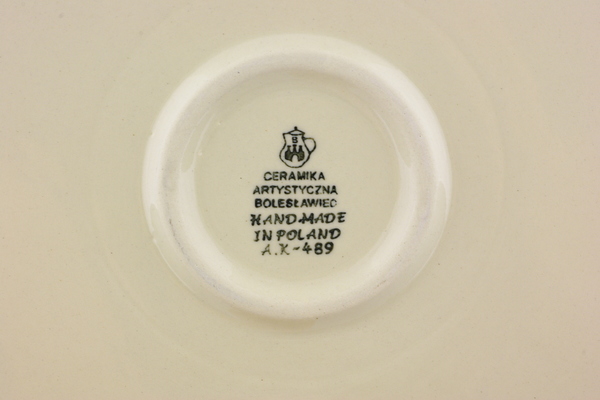 B
CERAMIKA
ARTYSTYCZNA
BOLESŁAWIEC
HAND-MADE
IN POLAND
A.K-489